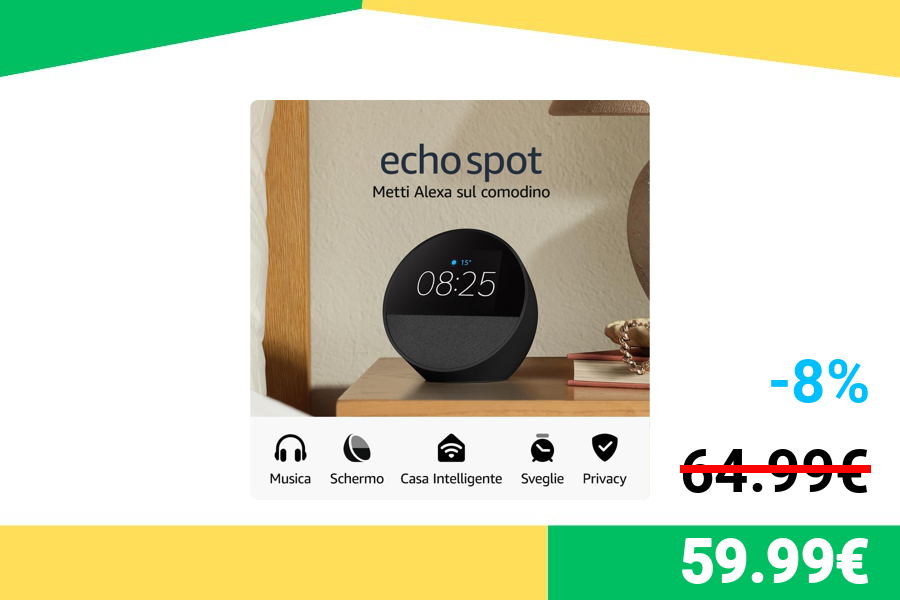 echo spot
Metti Alexa sul comodino
15°
08:25
Musica Schermo Casa Intelligente Sveglie Privacy
-8%
64.99€
59.99€